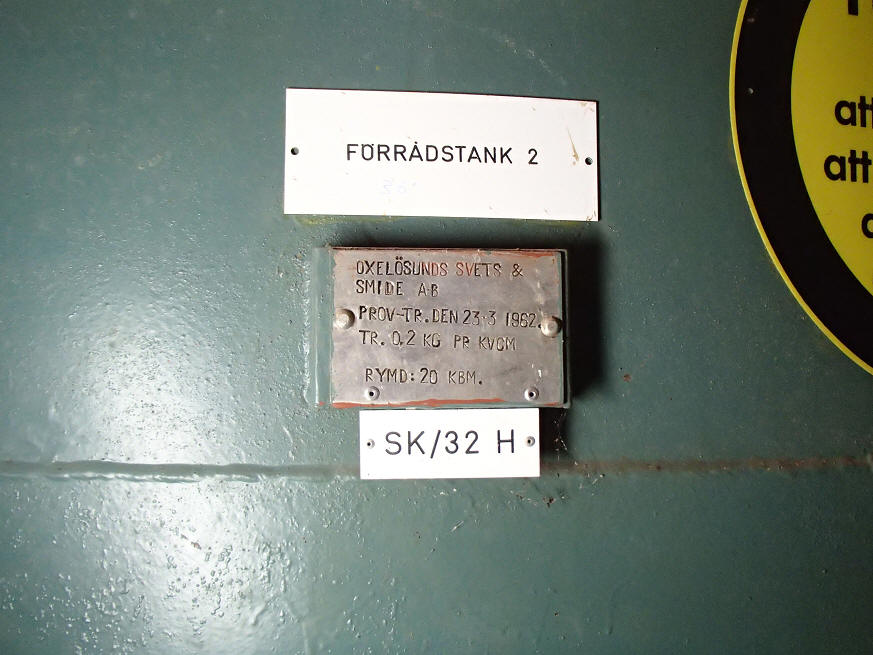 FÖRRÅDSTANK 2
OXELÖSUNDS SVETS &
SMIDE A-B
PROV-TR. DEN 23-3 1962.
TR. 0,2 KG PR KVCM
RYMD: 20 KBM.
SK/32 H
att
att